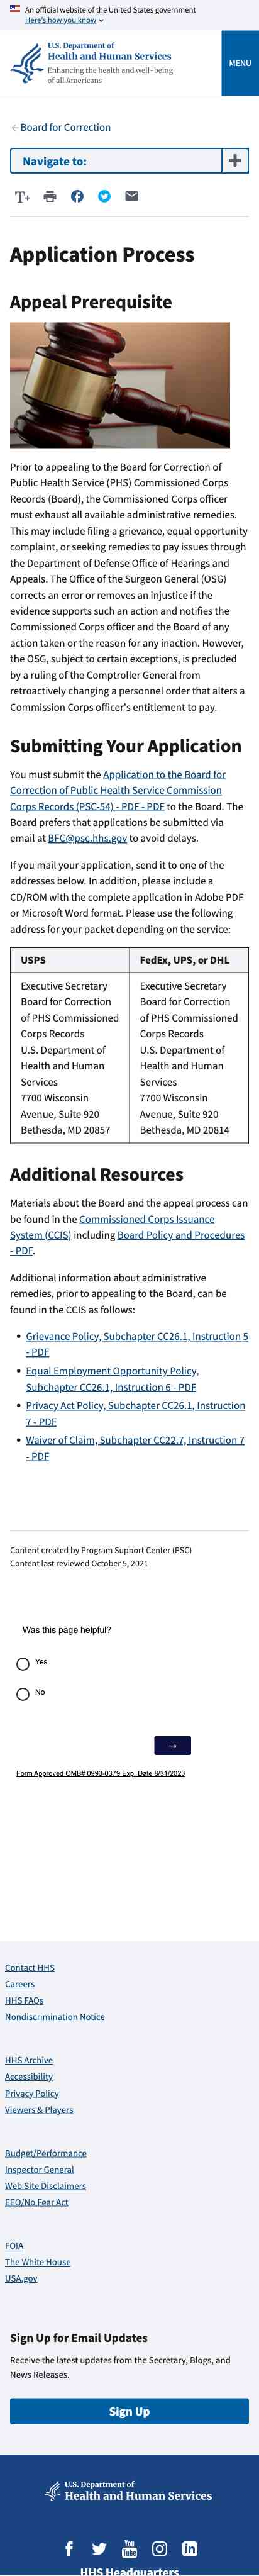 An official website of the United States government
Here's how you know
U.S. Department of
Health and Human Services
Enhancing the health and well-being
of all Americans
MENU
Board for Correction
Navigate to:
T+
Application Process
Appeal Prerequisite
Prior to appealing to the Board for Correction of
Public Health Service (PHS) Commissioned Corps
Records (Board), the Commissioned Corps officer
must exhaust all available administrative remedies.
This may include filing a grievance, equal opportunity
complaint, or seeking remedies to pay issues through
the Department of Defense Office of Hearings and
Appeals. The Office of the Surgeon General (OSG)
corrects an error or removes an injustice if the
evidence supports such an action and notifies the
Commissioned Corps officer and the Board of any
action taken or the reason for any inaction. However,
the OSG, subject to certain exceptions, is precluded
by a ruling of the Comptroller General from
retroactively changing a personnel order that alters a
Commission Corps officer's entitlement to pay.
Submitting Your Application
You must submit the Application to the Board for
Correction of Public Health Service Commission
Corps Records (PSC-54) - PDF - PDF to the Board. The
Board prefers that applications be submitted via
email at BFC@psc.hhs.gov to avoid delays.
If you mail your application, send it to one of the
addresses below. In addition, please include a
CD/ROM with the complete application in Adobe PDF
or Microsoft Word format. Please use the following
address for your packet depending on the service:
USPS
Executive Secretary
Board for Correction
of PHS Commissioned
Corps Records
U.S. Department of
Health and Human
Services
7700 Wisconsin
Avenue, Suite 920
Bethesda, MD 20857
FedEx, UPS, or DHL
Executive Secretary
Board for Correction
of PHS Commissioned
Corps Records
U.S. Department of
Health and Human
Services
7700 Wisconsin
Avenue, Suite 920
Bethesda, MD 20814
Additional Resources
Materials about the Board and the appeal process can
be found in the Commissioned Corps Issuance
System (CCIS) including Board Policy and Procedures
- PDF.
Additional information about administrative
remedies, prior to appealing to the Board, can be
found in the CCIS as follows:
• Grievance Policy, Subchapter CC26.1, Instruction 5
- PDF
• Equal Employment Opportunity Policy,
Subchapter CC26.1, Instruction 6 - PDF
• Privacy Act Policy, Subchapter CC26.1, Instruction
7 - PDF
• Waiver of Claim, Subchapter CC22.7, Instruction 7
- PDF
Content created by Program Support Center (PSC)
Content last reviewed October 5, 2021
Was this page helpful?
Yes
No
→
Form Approved OMB# 0990-0379 Exp. Date 8/31/2023
Contact HHS
Careers
HHS FAQs
Nondiscrimination Notice
HHS Archive
Accessibility
Privacy Policy
Viewers & Players
Budget/Performance
Inspector General
Web Site Disclaimers
EEO/No Fear Act
FOIA
The White House
USA.gov
Sign Up for Email Updates
Receive the latest updates from the Secretary, Blogs, and
News Releases.
Sign Up
U.S. Department of
Health and Human Services
You
Tube
HHS Headquarters